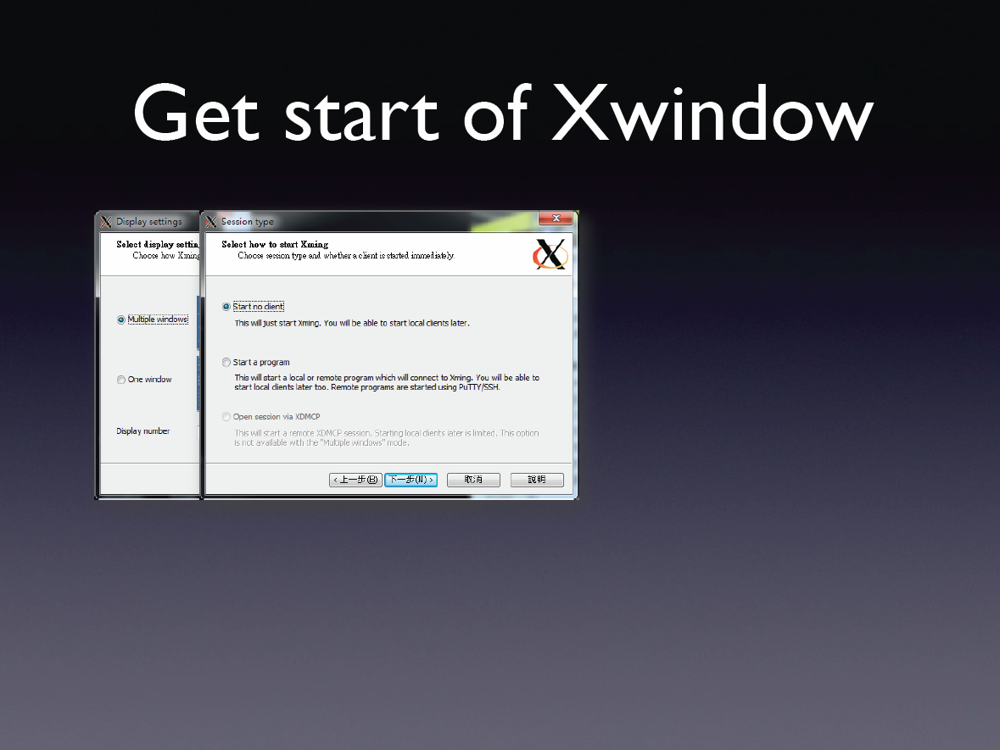 Get start of Xwindow
Display settings
Select display settin
Choose how Xming
Multiple windows
One window
Display number
Session type
Select how to start Xming
Choose session type and whether a client is started immediately.
Start no client
This will just start Xming. You will be able to start local clients later.
Start a program
This will start a local or remote program which will connect to Xming. You will be able to
start local clients later too. Remote programs are started using PuTTY/SSH.
Open session via XDMCP
This will start a remote XDMCP session. Starting local clients later is limited. This option
is not available with the "Multiple windows" mode.
< 上一步(B) 下一步(N) > 取消 說明